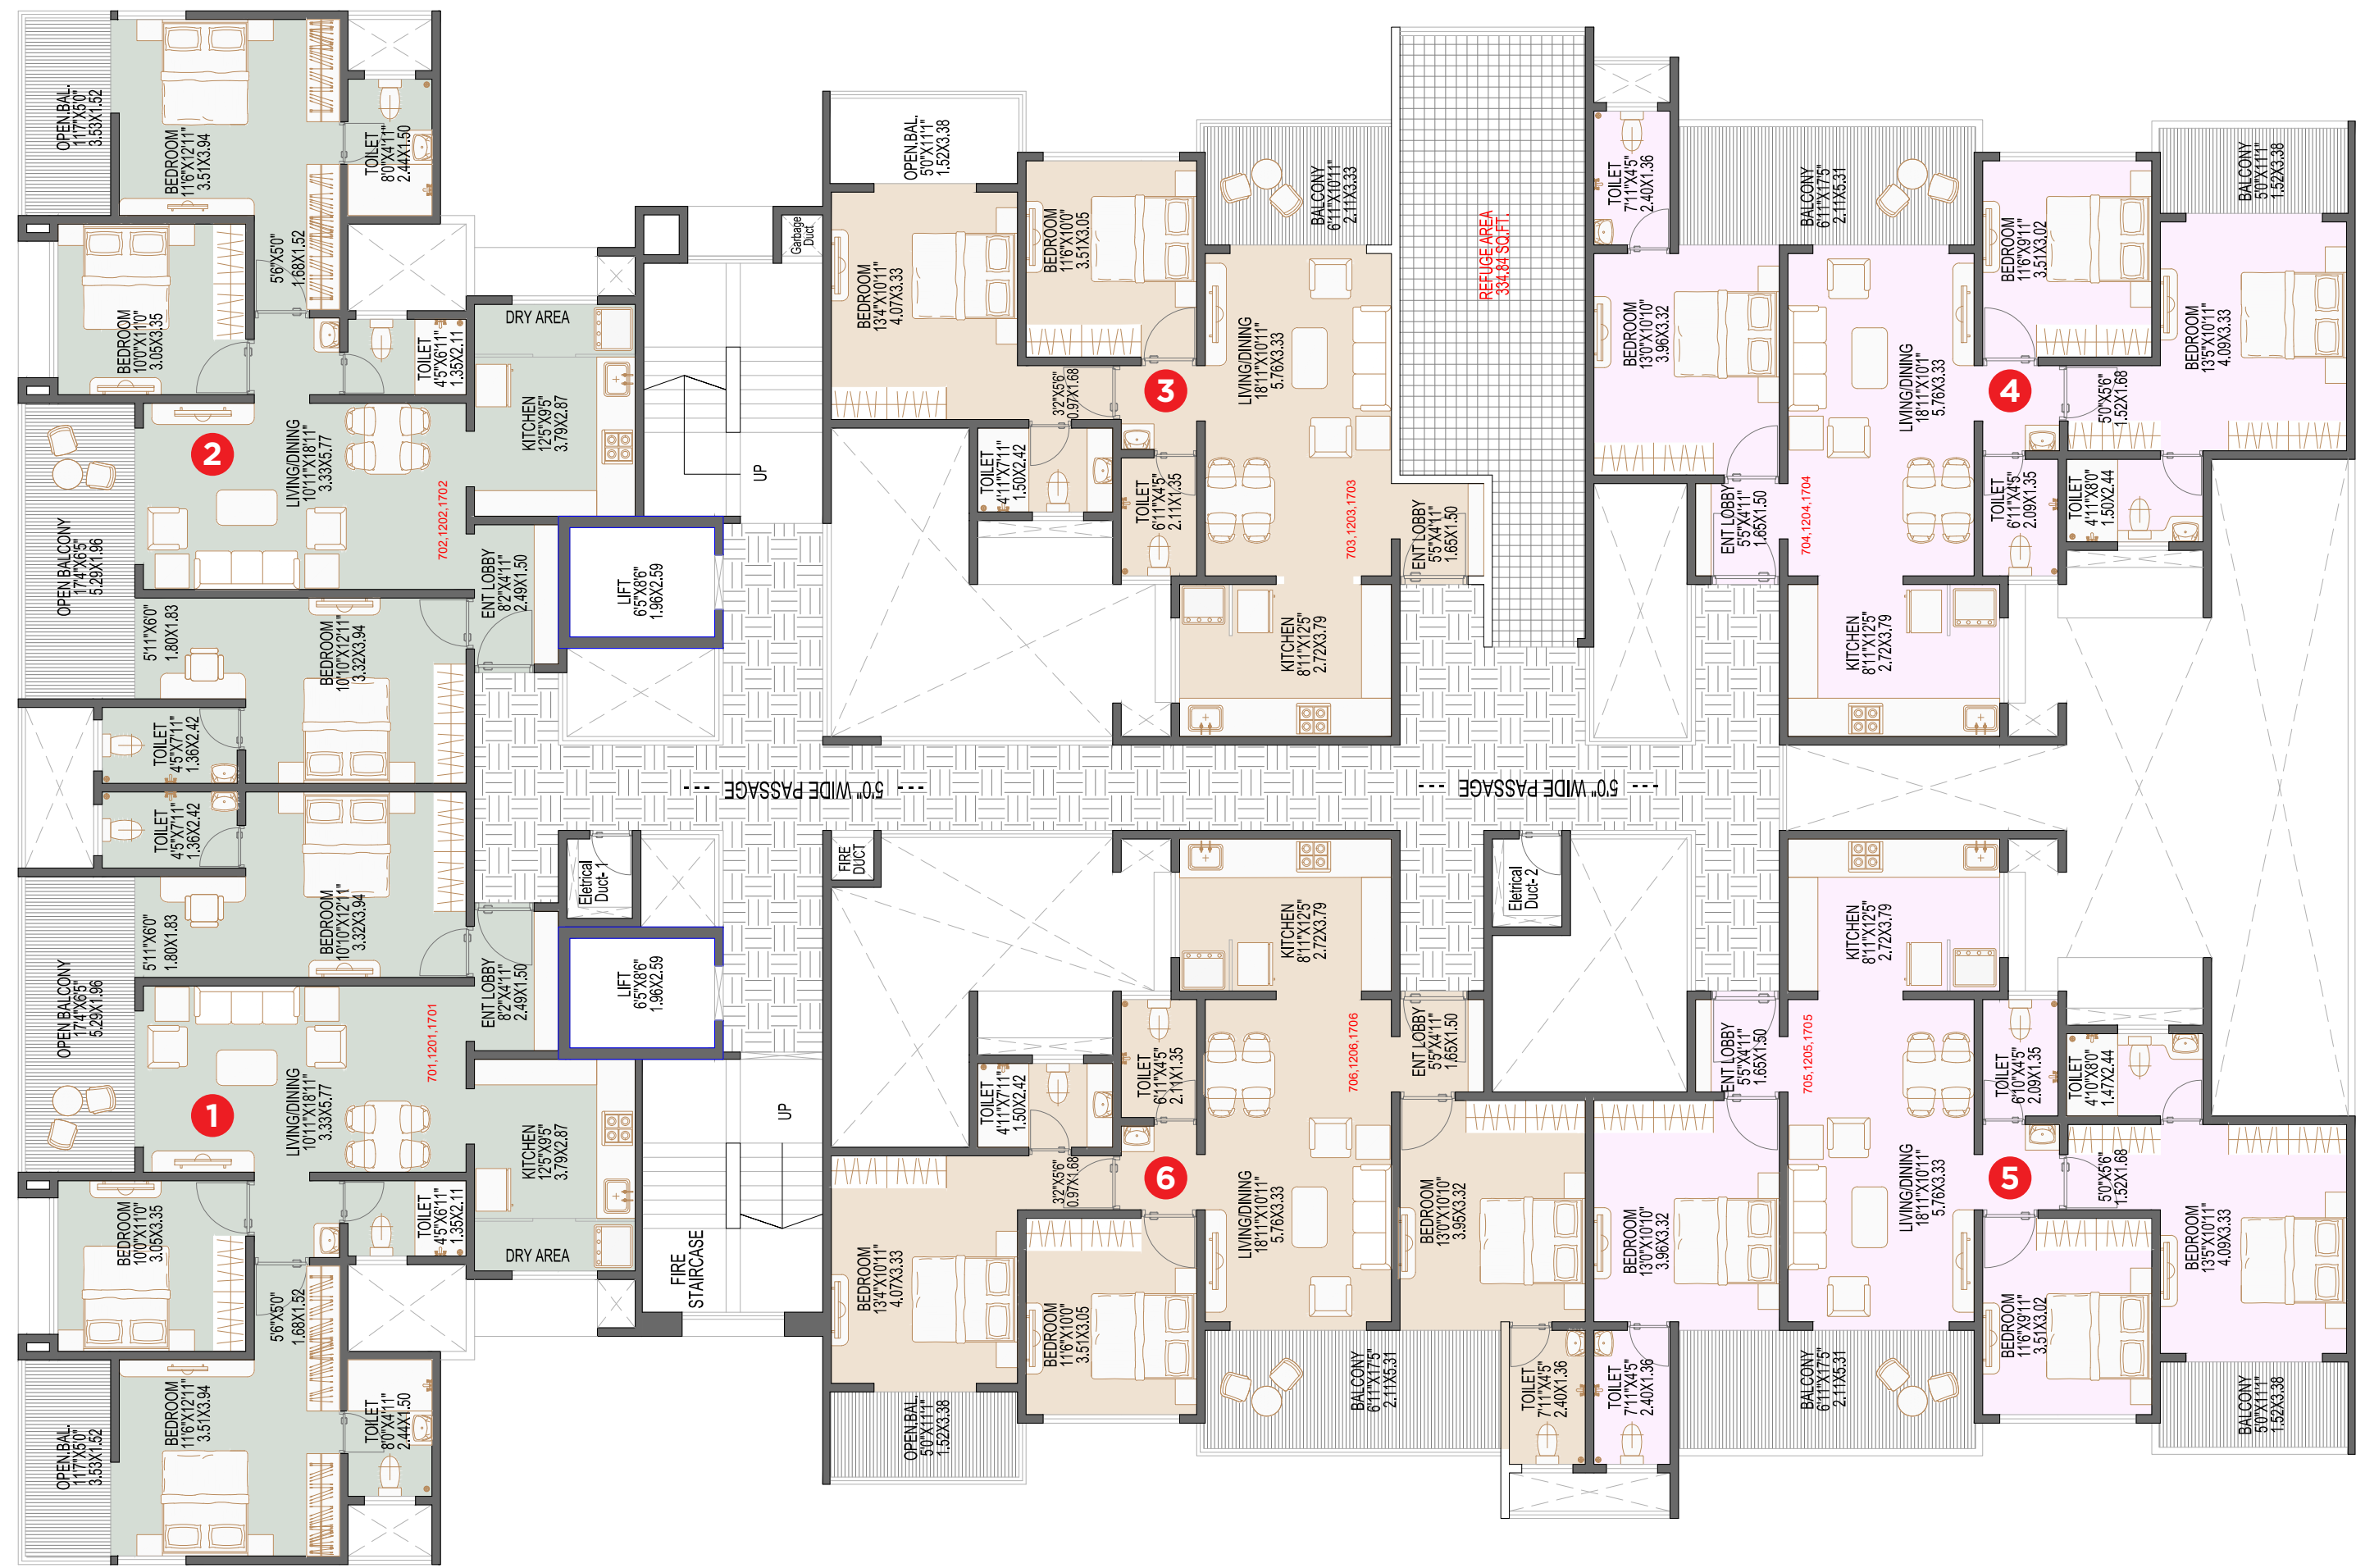 OPEN.BAL.
11'7"X5'0"
3.53X1.52
BEDROOM
11'6"X12'11"
3.51X3.94
TOILET
8'0"X4'11"
2.44X1.50
5'6"X5'0"
1.68X1.52
BEDROOM
10'0"X11'0"
3.05X3.35
TOILET
4'5"X6'11"
1.35X2.11
DRY AREA
KITCHEN
12'5"X9'5"
3.79X2.87
2
LIVING/DINING
10'11"X18'11"
3.33X5.77
702,1202,1702
OPEN BALCONY
17'4"X6'5"
5.29X1.96
ENT LOBBY
8'2"X4'11"
2.49X1.50
5'11"X6'0"
1.80X1.83
BEDROOM
10'10"X12'11"
3.32X3.94
TOILET
4'5"X7'11"
1.36X2.42
LIFT
6'5"X8'6"
1.96X2.59
UP
Garbage
Duct
OPEN.BAL.
5'0"X11'1"
1.52X3.38
BEDROOM
13'4"X10'11"
4.07X3.33
BEDROOM
11'6"X10'0"
3.51X3.05
BALCONY
6'11"X10'11"
2.11X3.33
3
3'2"X5'6"
0.97X1.68
LIVING/DINING
18'11"X10'11"
5.76X3.33
TOILET
4'11"X7'11"
1.50X2.42
TOILET
6'11"X4'5"
2.11X1.35
703,1203,1703
ENT LOBBY
5'5"X4'11"
1.65X1.50
KITCHEN
8'11"X12'5"
2.72X3.79
REFUGE AREA
334.84 SQ.FT.
TOILET
7'11"X4'5"
2.40X1.36
BALCONY
6'11"X17'5"
2.11X5.31
BEDROOM
11'6"X9'11"
3.51X3.02
BALCONY
5'0"X11'1"
1.52X3.38
BEDROOM
13'0"X10'10"
3.96X3.32
LIVING/DINING
18'11"X10'1"
5.76X3.33
4
5'0"X5'6"
1.52X1.68
BEDROOM
13'5"X10'11"
4.09X3.33
ENT LOBBY
5'5"X4'11"
1.65X1.50
704,1204,1704
TOILET
6'11"X4'5"
2.09X1.35
TOILET
4'11"X8'0"
1.50X2.44
KITCHEN
8'11"X12'5"
2.72X3.79
--- 5'0" WIDE PASSAGE ---
--- 5'0" WIDE PASSAGE ---
TOILET
4'5"X7'11"
1.36X2.42
5'11"X6'0"
1.80X1.83
BEDROOM
10'10"X12'11"
3.32X3.94
Eletrical
Duct- 1
ENT LOBBY
8'2"X4'11"
2.49X1.50
LIFT
6'5"X8'6"
1.96X2.59
OPEN BALCONY
17'4"X6'5"
5.29X1.96
701,1201,1701
1
LIVING/DINING
10'11"X18'11"
3.33X5.77
KITCHEN
12'5"X9'5"
3.79X2.87
UP
BEDROOM
10'0"X11'0"
3.05X3.35
TOILET
4'5"X6'11"
1.35X2.11
DRY AREA
FIRE
STAIRCASE
5'6"X5'0"
1.68X1.52
OPEN.BAL.
11'7"X5'0"
3.53X1.52
BEDROOM
11'6"X12'11"
3.51X3.94
TOILET
8'0"X4'11"
2.44X1.50
FIRE
DUCT
KITCHEN
8'11"X12'5"
2.72X3.79
Eletrical
Duct- 2
TOILET
4'1"X7'11"
1.50X2.42
TOILET
6'11"X4'5"
2.11X1.35
706,1206,1706
ENT LOBBY
5'5"X4'11"
1.65X1.50
6
3'2"X5'6"
0.97X1.68
LIVING/DINING
18'11"X10'11"
5.76X3.33
BEDROOM
13'0"X10'10"
3.95X3.32
BEDROOM
13'4"X10'11"
4.07X3.33
BEDROOM
11'6"X10'0"
3.51X3.05
OPEN.BAL.
5'0"X11'1"
1.52X3.38
BALCONY
6'11"X17'5"
2.11X5.31
TOILET
7'11"X4'5"
2.40X1.36
KITCHEN
8'11"X12'5"
2.72X3.79
ENT LOBBY
5'5"X4'11"
1.65X1.50
705,1205,1705
TOILET
6'10"X4'5"
2.09X1.35
TOILET
4'10"X8'0"
1.47X2.44
5
5'0"X5'6"
1.52X1.68
LIVING/DINING
18'11"X10'11"
5.76X3.33
BEDROOM
13'0"X10'10"
3.96X3.32
BEDROOM
13'5"X10'11"
4.09X3.33
BEDROOM
11'6"X9'11"
3.51X3.02
TOILET
7'11"X4'5"
2.40X1.36
BALCONY
6'11"X17'5"
2.11X5.31
BALCONY
5'0"X11'1"
1.52X3.38